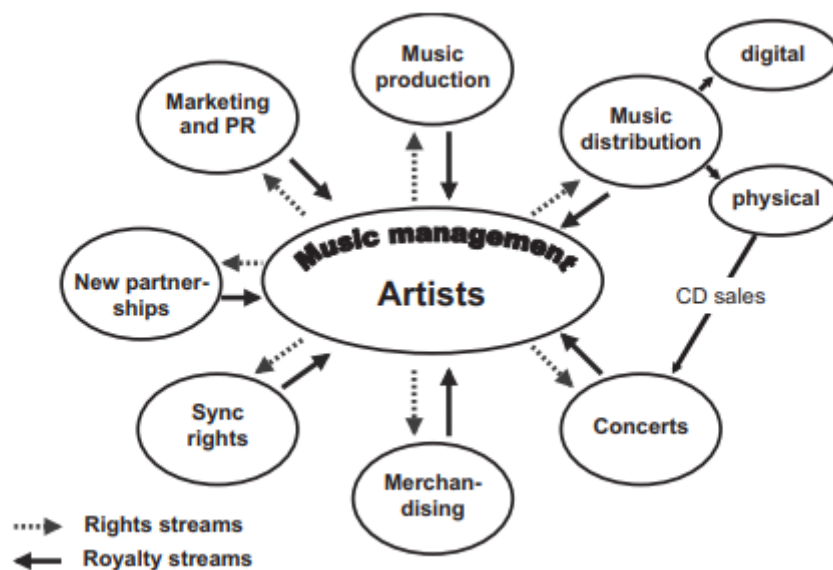 Music
production
digital
Marketing
and PR
Music
distribution
physical
Music management
Artists
New partner-
ships
CD sales
Sync
rights
Concerts
Merchan-
dising
Rights streams
Royalty streams